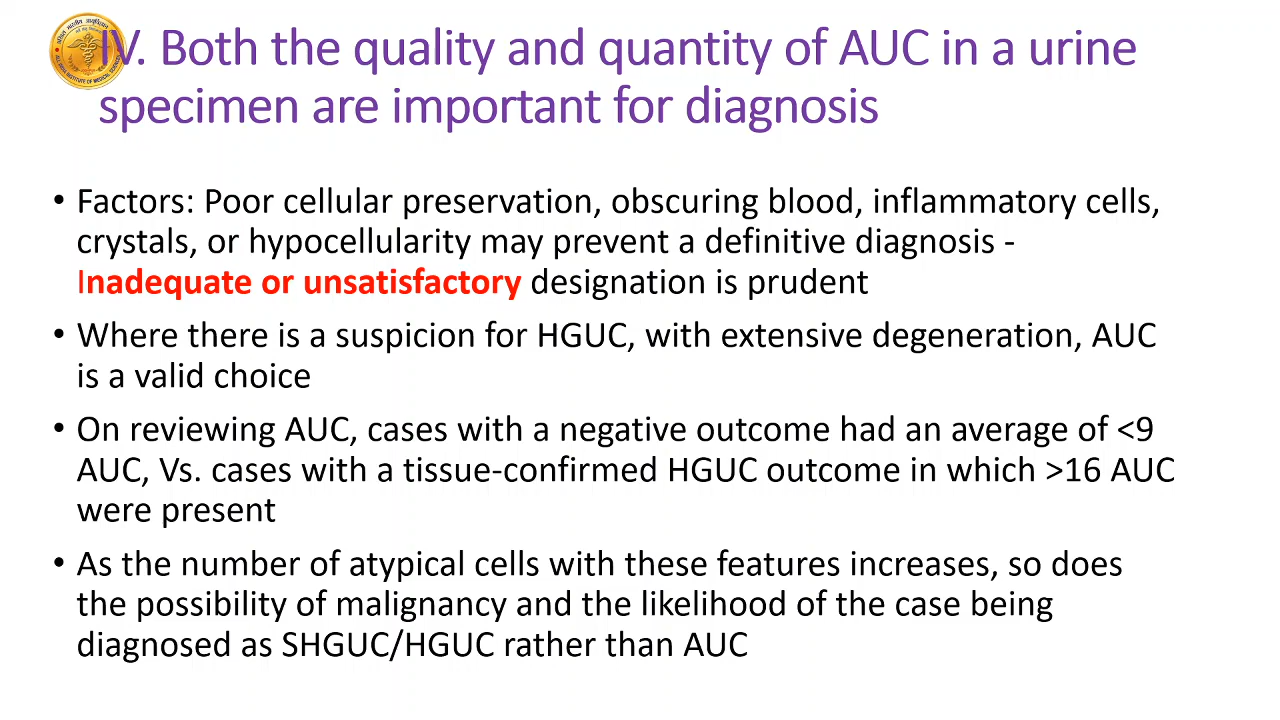 IV. Both the quality and quantity of AUC in a urine
specimen are important for diagnosis
• Factors: Poor cellular preservation, obscuring blood, inflammatory cells,
crystals, or hypocellularity may prevent a definitive diagnosis -
Inadequate or unsatisfactory designation is prudent
• Where there is a suspicion for HGUC, with extensive degeneration, AUC
is a valid choice
• On reviewing AUC, cases with a negative outcome had an average of <9
AUC, Vs. cases with a tissue-confirmed HGUC outcome in which >16 AUC
were present
• As the number of atypical cells with these features increases, so does
the possibility of malignancy and the likelihood of the case being
diagnosed as SHGUC/HGUC rather than AUC